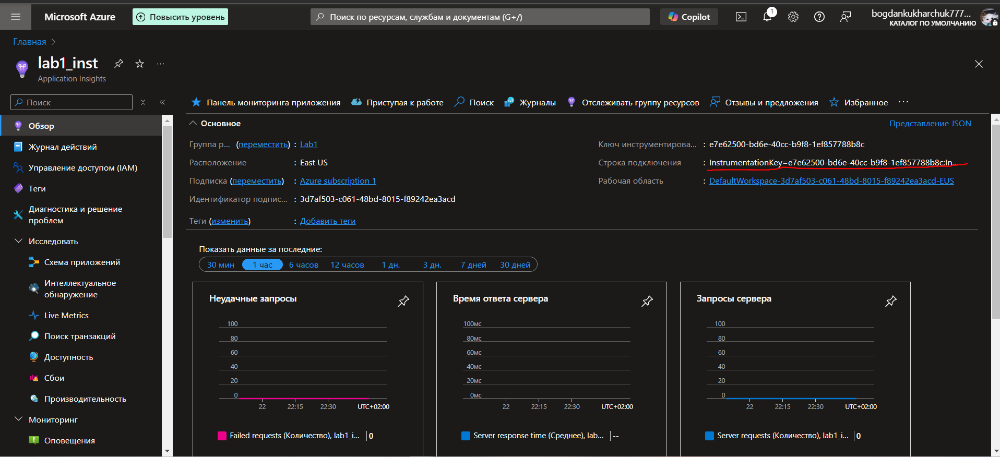 Microsoft Azure
Повысить уровень
Поиск по ресурсам, службам и документам (G+/)
Copilot
1
bogdankukharchuk777...
КАТАЛОГ ПО УМОЛЧАНИЮ
Главная
lab1_inst
Application Insights
Поиск
Обзор
Журнал действий
Управление доступом (IAM)
Теги
Диагностика и решение
проблем
Исследовать
Схема приложений
Интеллектуальное
обнаружение
Live Metrics
Поиск транзакций
Доступность
Сбои
Производительность
Мониторинг
Оповещения
Панель мониторинга приложения
Приступая к работе
Поиск
Журналы
Отслеживать группу ресурсов
Отзывы и предложения
Избранное
Основное
Представление JSON
Группа р... (переместить) : Lab1
Расположение : East US
Подписка (переместить) : Azure subscription 1
Идентификатор подпис... : 3d7af503-c061-48bd-8015-f89242ea3acd
Теги (изменить) : Добавить теги
Ключ инструментирова... : e7e62500-bd6e-40cc-b9f8-1ef857788b8c
Строка подключения : InstrumentationKey=e7e62500-bd6e-40cc-b9f8-1ef857788b8c;In...
Рабочая область : DefaultWorkspace-3d7af503-c061-48bd-8015-f89242ea3acd-EUS
Показать данные за последние:
30 мин 1 час 6 часов 12 часов 1 дн. 3 дн. 7 дней 30 дней
Неудачные запросы
100
80
60
40
20
0
22 22:15 22:30 UTC+02:00
Failed requests (Количество), lab1_i... 0
Время ответа сервера
100мс
80мс
60мс
40мс
20мс
0мс
22 22:15 22:30 UTC+02:00
Server response time (Среднее), lab... --
Запросы сервера
100
80
60
40
20
0
22 22:15 22:30 UTC+02:00
Server requests (Количество), lab1_i... 0